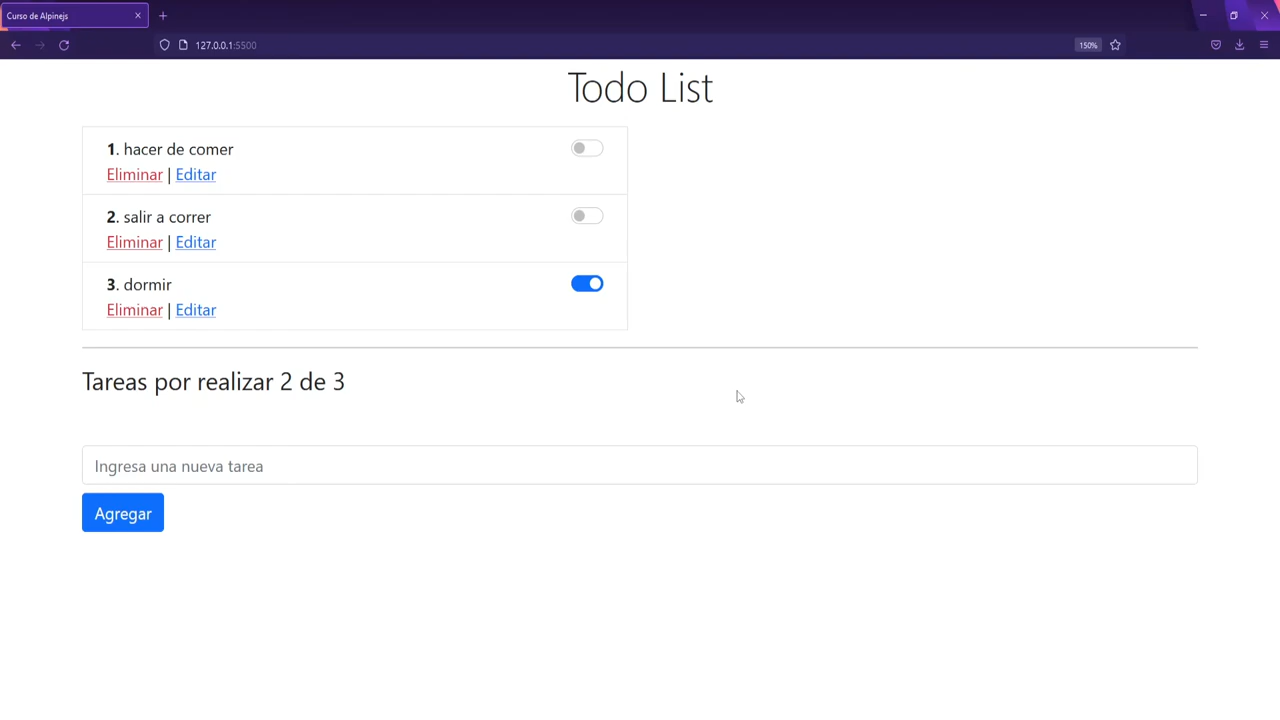 Curso de Alpinejs
127.0.0.1:5500
150%
Todo List
1. hacer de comer
Eliminar | Editar
2. salir a correr
Eliminar | Editar
3. dormir
Eliminar | Editar
Tareas por realizar 2 de 3
Ingresa una nueva tarea
Agregar